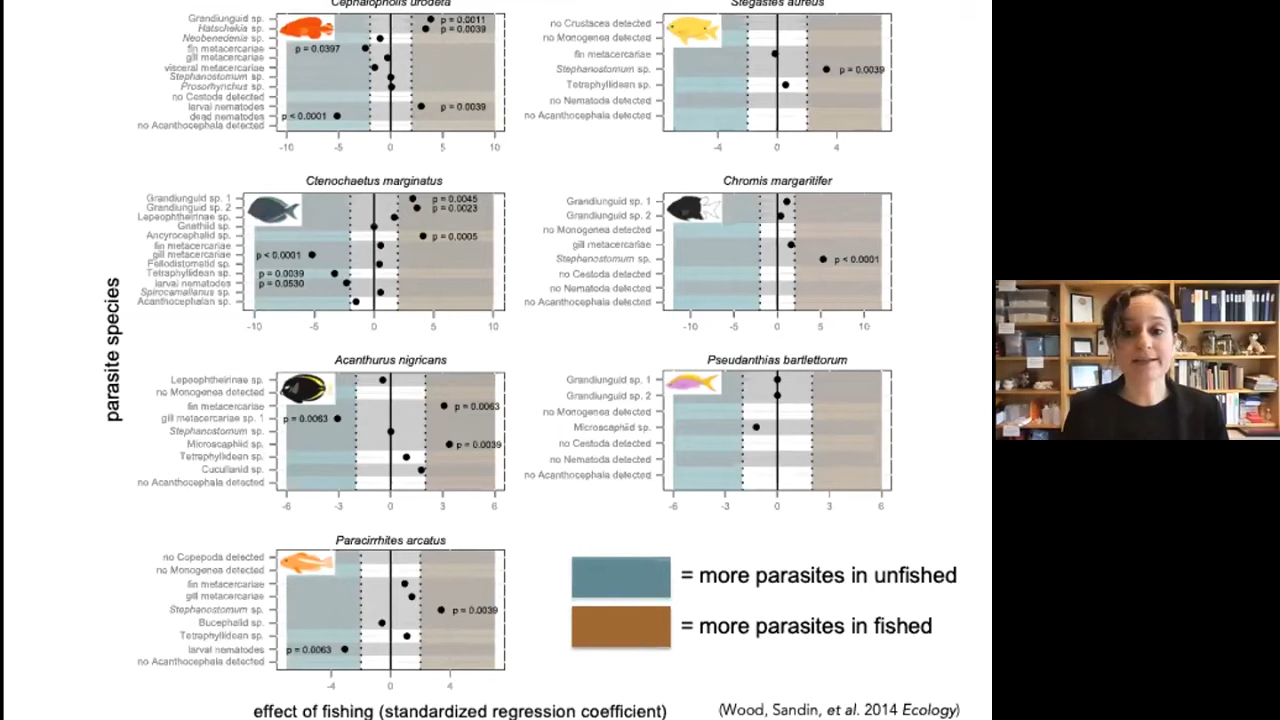 Cephalopholis urodeta
Grandiunguid sp.
Hatschekia sp.
Neobenedenia sp.
fin metacercariae
gill metacercariae
visceral metacercariae
Stephanostomum sp.
Prosorhynchus sp.
no Cestoda detected
larval nematodes
dead nematodes
no Acanthocephala detected
p = 0.0011
p = 0.0039
p = 0.0397
p = 0.0039
p < 0.0001
-10 -5 0 5 10
Stegastes aureus
no Crustacea detected
no Monogenea detected
fin metacercariae
Stephanostomum sp.
Tetraphyllidean sp.
no Nematoda detected
no Acanthocephala detected
p = 0.0039
-4 0 4
Ctenochaetus marginatus
Grandiunguid sp. 1
Grandiunguid sp. 2
Lepeophtheirinae sp.
Gnathiid sp.
Ancyrocephalid sp.
fin metacercariae
gill metacercariae
Fellodistomatid sp.
Tetraphyllidean sp.
larval nematodes
Spirocamallanus sp.
Acanthocephalan sp.
p = 0.0045
p = 0.0023
p = 0.0005
p < 0.0001
p = 0.0039
p = 0.0530
-10 -5 0 5 10
Chromis margaritifer
Grandiunguid sp. 1
Grandiunguid sp. 2
no Monogenea detected
gill metacercariae
Stephanostomum sp.
no Cestoda detected
no Nematoda detected
no Acanthocephala detected
p < 0.0001
-10 -5 0 5 10
parasite species
Acanthurus nigricans
Lepeophtheirinae sp.
no Monogenea detected
fin metacercariae
gill metacercariae sp. 1
Stephanostomum sp.
Microscaphiid sp.
Tetraphyllidean sp.
Cucullanid sp.
no Acanthocephala detected
p = 0.0063
p = 0.0063
p = 0.0039
-6 -3 0 3 6
Pseudanthias bartlettorum
Grandiunguid sp. 1
Grandiunguid sp. 2
no Monogenea detected
Microscaphiid sp.
no Cestoda detected
no Nematoda detected
no Acanthocephala detected
-6 -3 0 3 6
Paracirrhites arcatus
no Copepoda detected
no Monogenea detected
fin metacercariae
gill metacercariae
Stephanostomum sp.
Bucephalid sp.
Tetraphyllidean sp.
larval nematodes
no Acanthocephala detected
p = 0.0039
p = 0.0063
-4 0 4
= more parasites in unfished
= more parasites in fished
effect of fishing (standardized regression coefficient)
(Wood, Sandin, et al. 2014 Ecology)